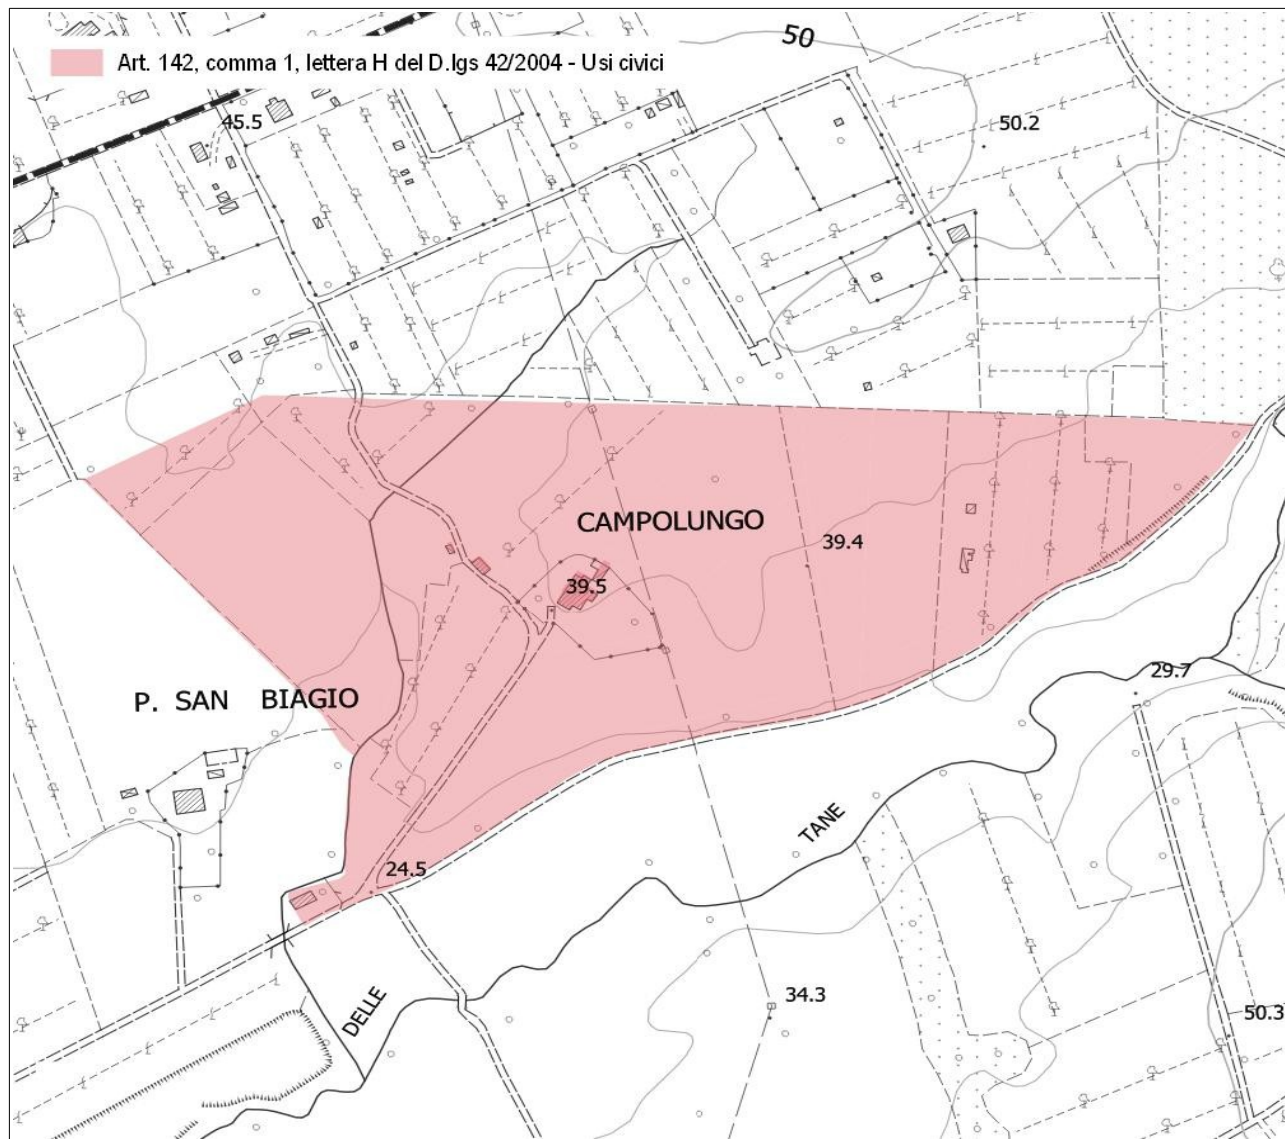 50
Art. 142, comma 1, lettera H del D.lgs 42/2004 - Usi civici
45.5
50.2
CAMPOLUNGO
39.4
39.5
P. SAN BIAGIO
29.7
TANE
24.5
DELLE
34.3
50.3